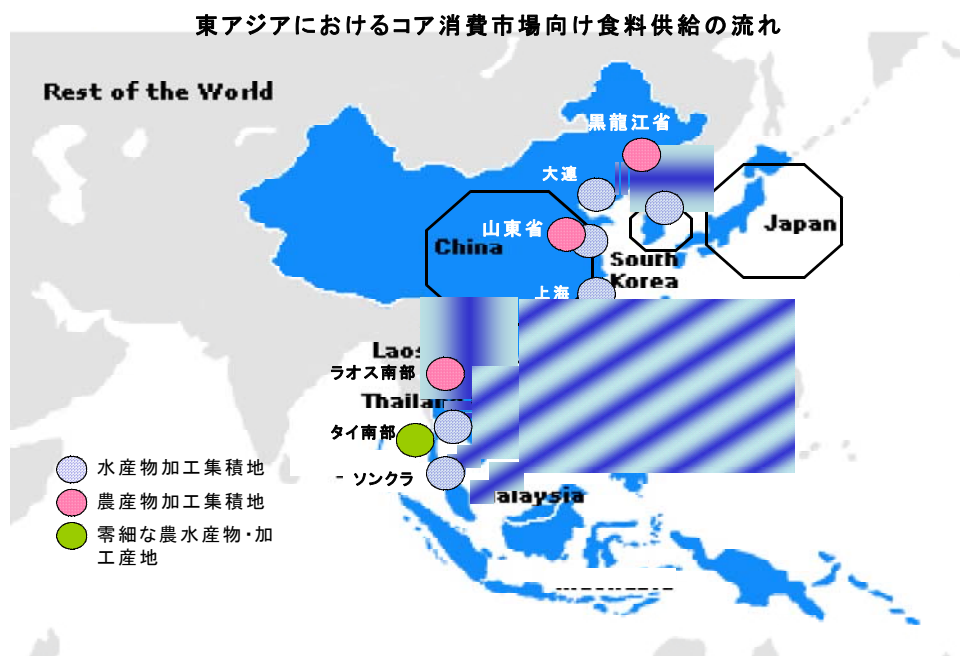 東アジアにおけるコア消費市場向け食料供給の流れ
Rest of the World
黒龍江省
大連
山東省
China
Japan
South
Korea
上海
Laos
ラオス南部
Thailand
タイ南部
- ソンクラ
alaysia
水産物加工集積地
農産物加工集積地
零細な農水産物・加
工産地